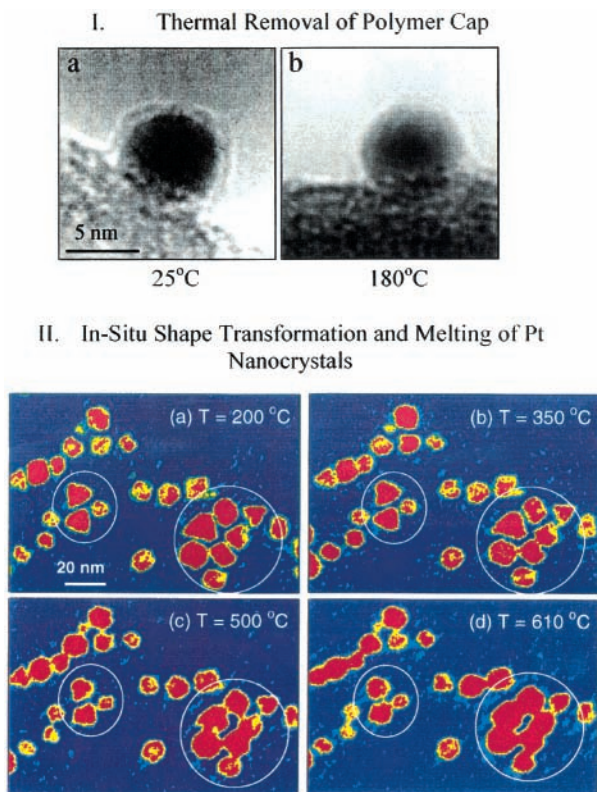 I. Thermal Removal of Polymer Cap
a
b
5 nm
25°C
180°C
II. In-Situ Shape Transformation and Melting of Pt
Nanocrystals
(a) T = 200 °C
(b) T = 350 °C
20 nm
(c) T = 500 °C
(d) T = 610 °C